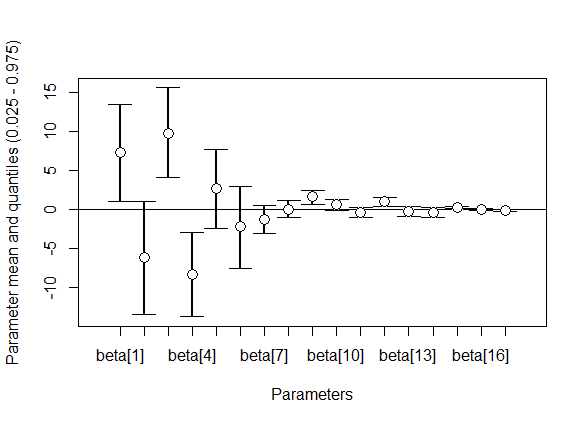 Parameter mean and quantiles (0.025 - 0.975)
15
10
5
0
-5
-10
beta[1] beta[4] beta[7] beta[10] beta[13] beta[16]
Parameters